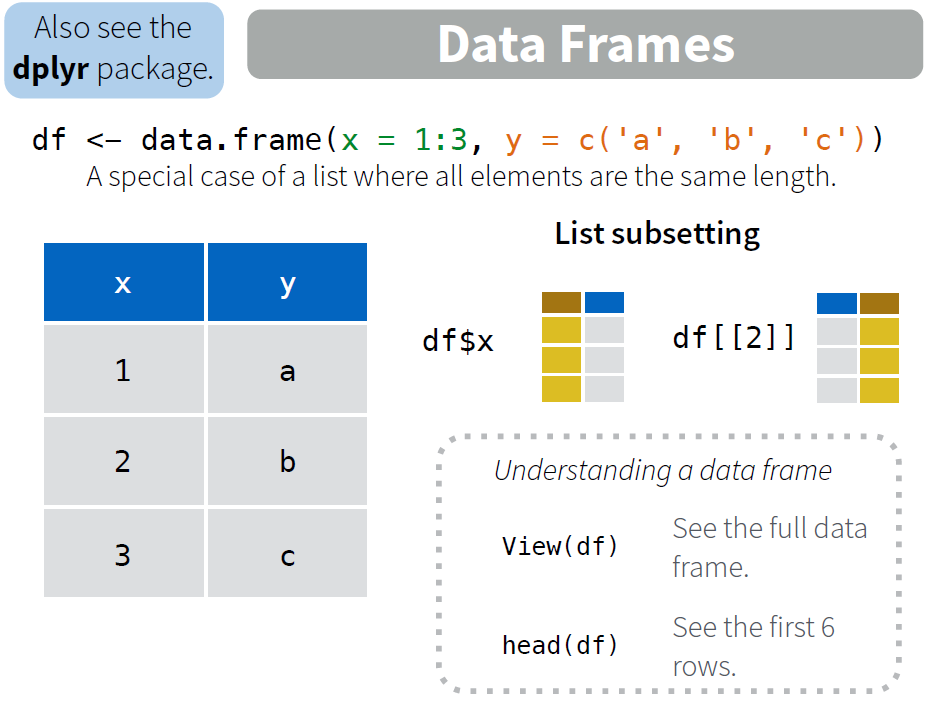 Also see the
dplyr package.
Data Frames
df <- data.frame(x = 1:3, y = c('a', 'b', 'c'))
A special case of a list where all elements are the same length.
x y
1 a
2 b
3 c
List subsetting
df$x
df[[2]]
Understanding a data frame
View(df)
See the full data
frame.
head(df)
See the first 6
rows.